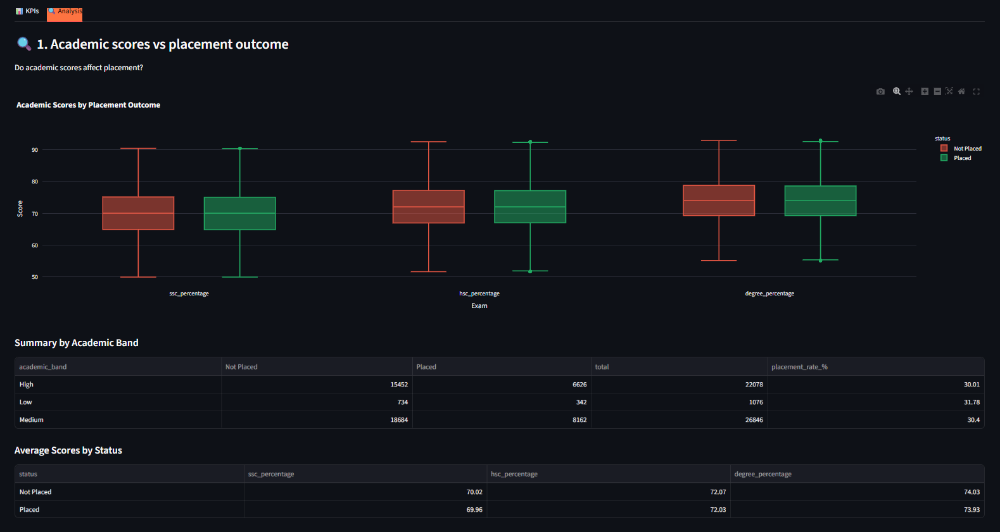 📊 KPIs 🔍 Analysis
🔍 1. Academic scores vs placement outcome
Do academic scores affect placement?
Academic Scores by Placement Outcome
status
Not Placed
Placed
90
80
70
60
50
Score
ssc_percentage hsc_percentage degree_percentage
Exam
Summary by Academic Band
academic_band Not Placed Placed total placement_rate_%
High 15452 6626 22078 30.01
Low 734 342 1076 31.78
Medium 18684 8162 26846 30.4
Average Scores by Status
status ssc_percentage hsc_percentage degree_percentage
Not Placed 70.02 72.07 74.03
Placed 69.96 72.03 73.93